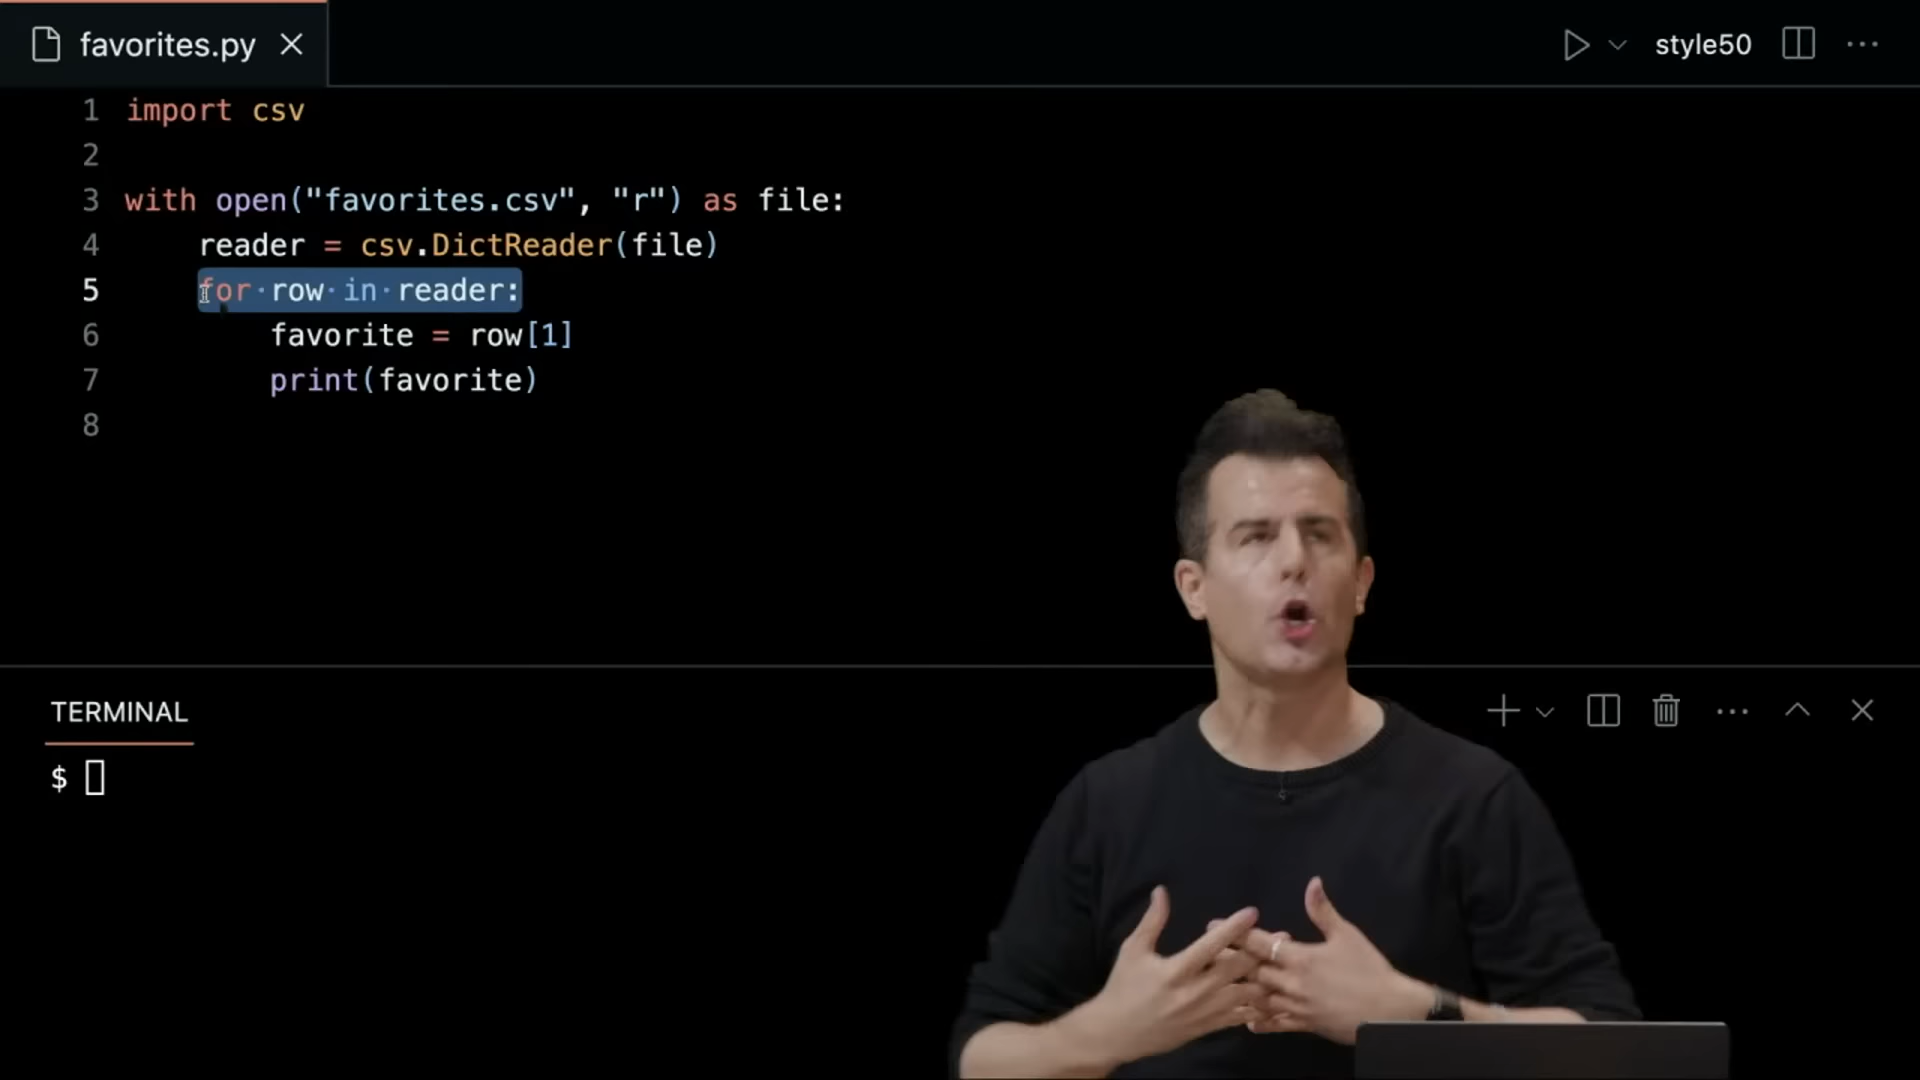 favorites.py
style50
1 import csv
2
3 with open("favorites.csv", "r") as file:
4     reader = csv.DictReader(file)
5     for row in reader:
6         favorite = row[1]
7         print(favorite)
8
TERMINAL
$